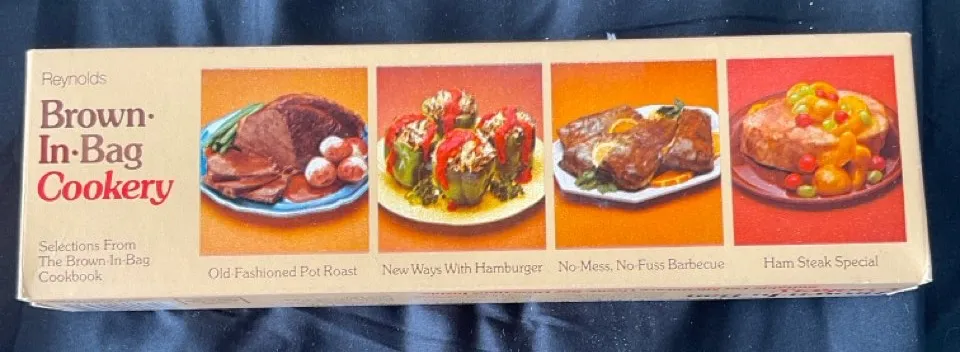 Reynolds
Brown-
In-Bag
Cookery
Selections From
The Brown-In-Bag
Cookbook
Old-Fashioned Pot Roast
New Ways With Hamburger
No-Mess, No-Fuss Barbecue
Ham Steak Special